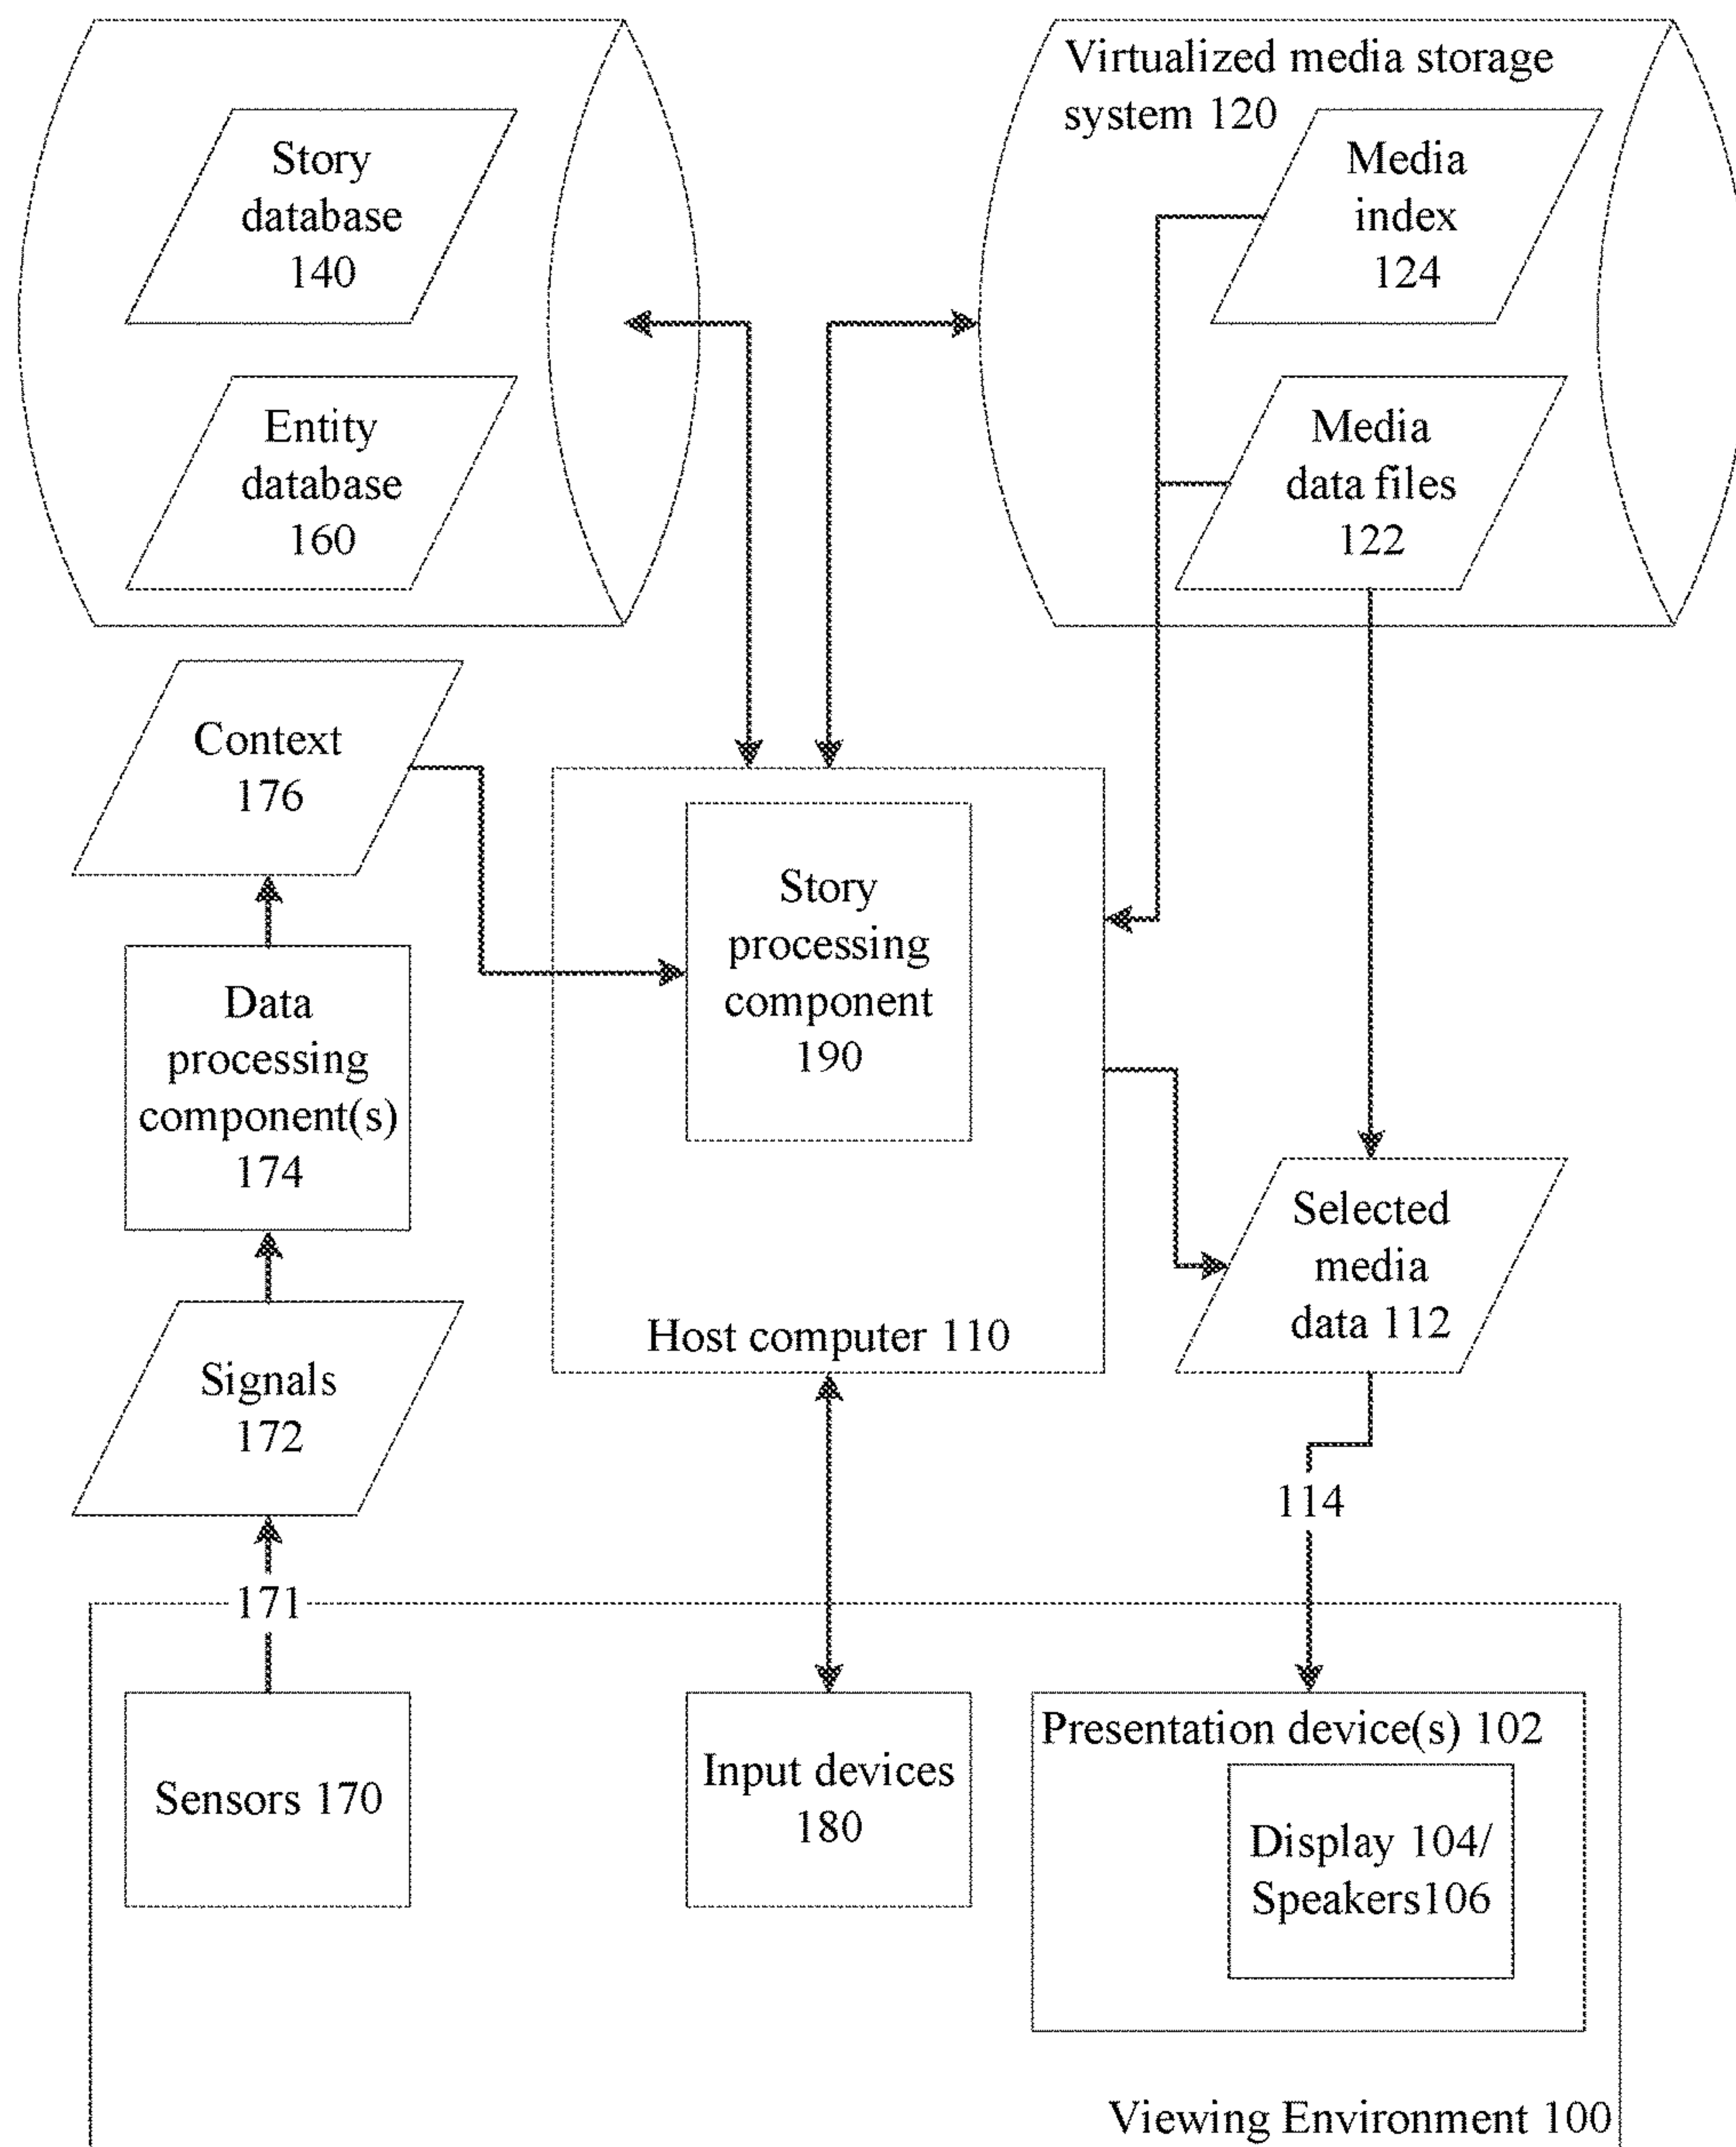 Story
database
140
Entity
database
160
Virtualized media storage
system 120
Media
index
124
Media
data files
122
Context
176
Data
processing
component(s)
174
Signals
172
171
Story
processing
component
190
Host computer 110
Selected
media
data 112
114
Sensors 170
Input devices
180
Presentation device(s) 102
Display 104/
Speakers106
Viewing Environment 100